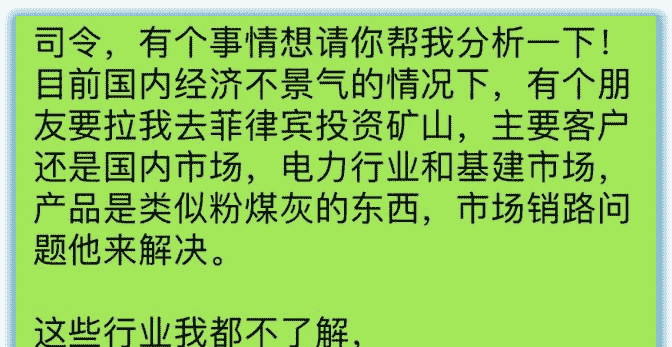 司令，有个事情想请你帮我分析一下！
目前国内经济不景气的情况下，有个朋
友要拉我去菲律宾投资矿山，主要客户
还是国内市场，电力行业和基建市场，
产品是类似粉煤灰的东西，市场销路问
题他来解决。
这些行业我都不了解，